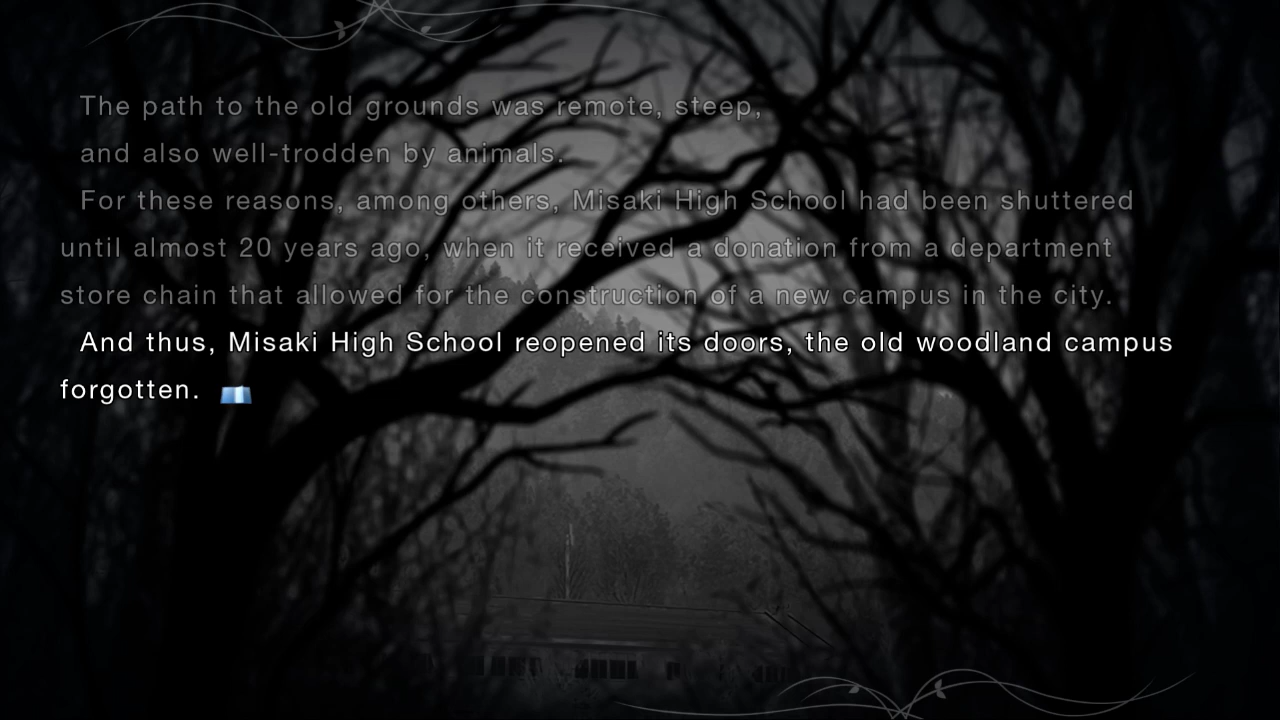 The path to the old grounds was remote, steep,
and also well-trodden by animals.
For these reasons, among others, Misaki High School had been shuttered
until almost 20 years ago, when it received a donation from a department
store chain that allowed for the construction of a new campus in the city.
And thus, Misaki High School reopened its doors, the old woodland campus
forgotten.